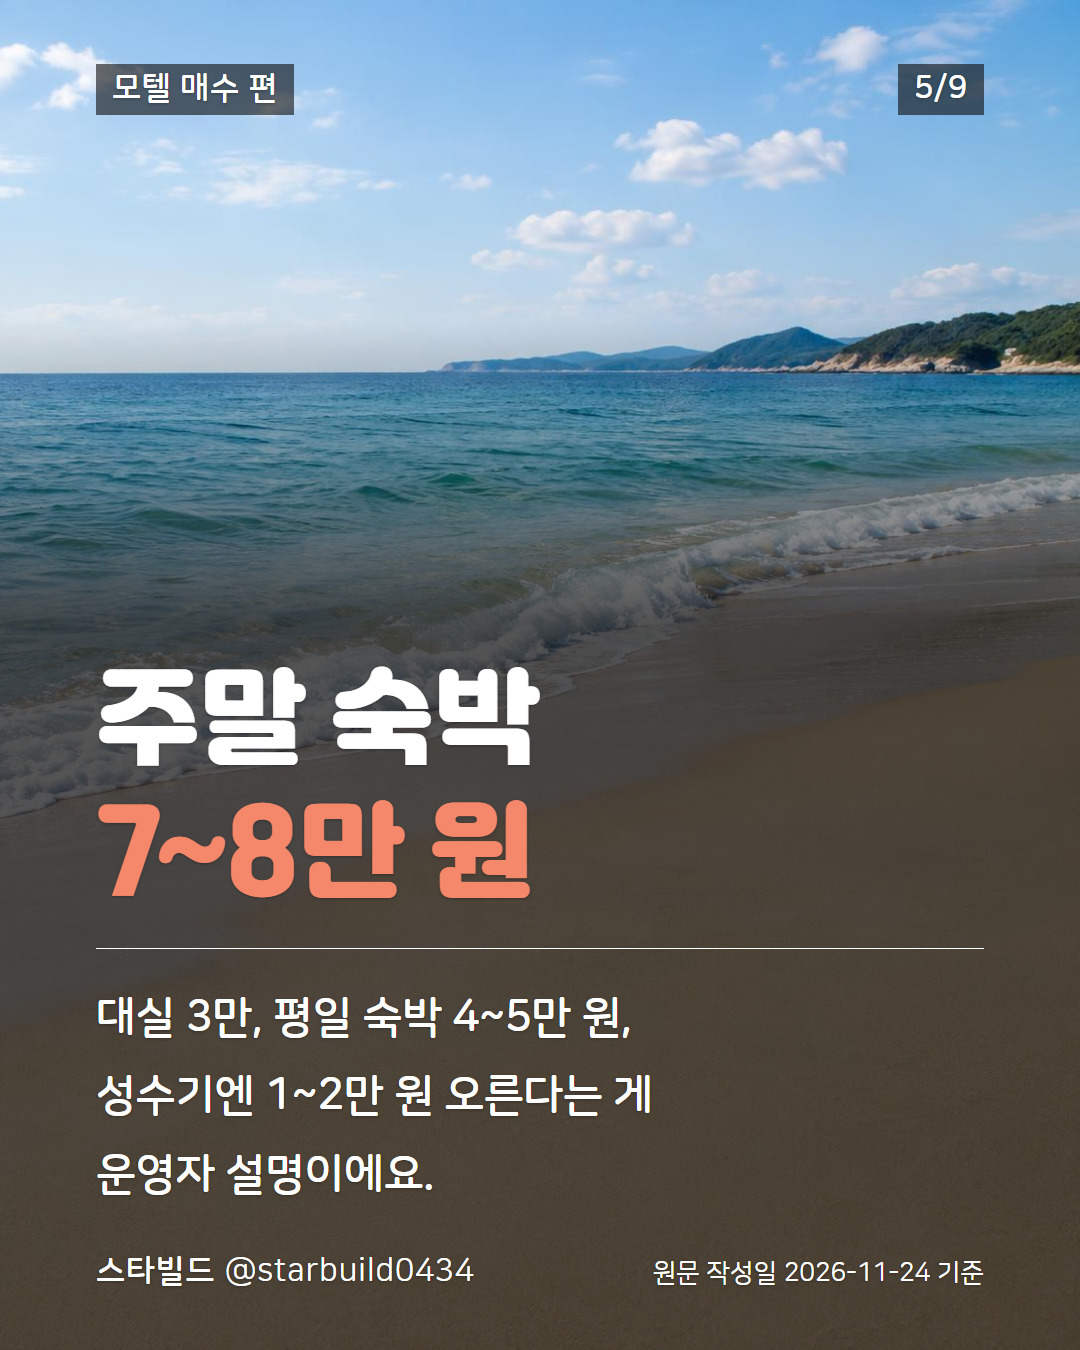 모텔 매수 편
5/9
주말 숙박
7~8만 원
대실 3만, 평일 숙박 4~5만 원,
성수기엔 1~2만 원 오른다는 게
운영자 설명이에요.
스타빌드 @starbuild0434
원문 작성일 2026-11-24 기준